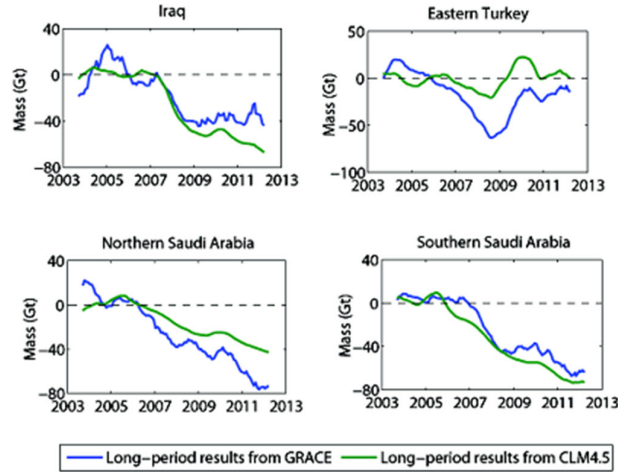 Iraq
Eastern Turkey
Mass (Gt)
40
0
−40
−80
2003 2005 2007 2009 2011 2013
Mass (Gt)
50
0
−50
−100
2003 2005 2007 2009 2011 2013
Northern Saudi Arabia
Southern Saudi Arabia
Mass (Gt)
40
0
−40
−80
2003 2005 2007 2009 2011 2013
Mass (Gt)
40
0
−40
−80
2003 2005 2007 2009 2011 2013
Long−period results from GRACE
Long−period results from CLM4.5